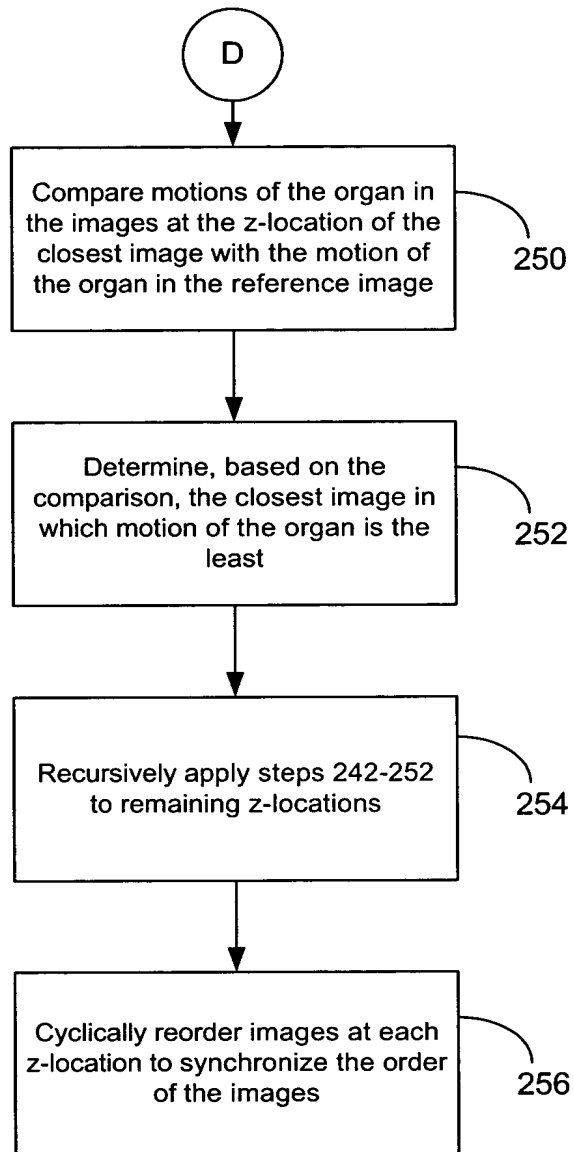 D
Compare motions of the organ in
the images at the z-location of the
closest image with the motion of
the organ in the reference image
250
Determine, based on the
comparison, the closest image in
which motion of the organ is the
least
252
Recursively apply steps 242-252
to remaining z-locations
254
Cyclically reorder images at each
z-location to synchronize the order
of the images
256